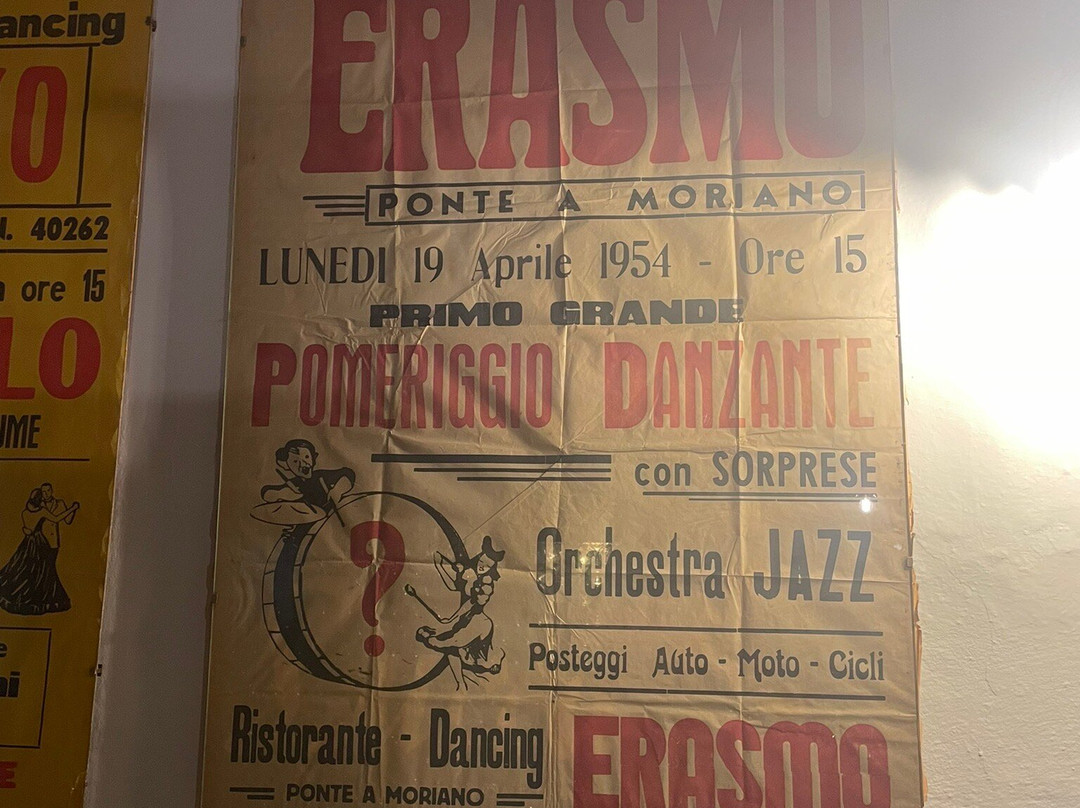 ancing
O
N. 40262
ore 15
LO
UME
ERASMO
PONTE A MORIANO
LUNEDI 19 Aprile 1954 - Ore 15
PRIMO GRANDE
POMERIGGIO DANZANTE
con SORPRESE
?
Orchestra JAZZ
Posteggi Auto - Moto - Cicli
Ristorante - Dancing
PONTE A MORIANO
ERASMO